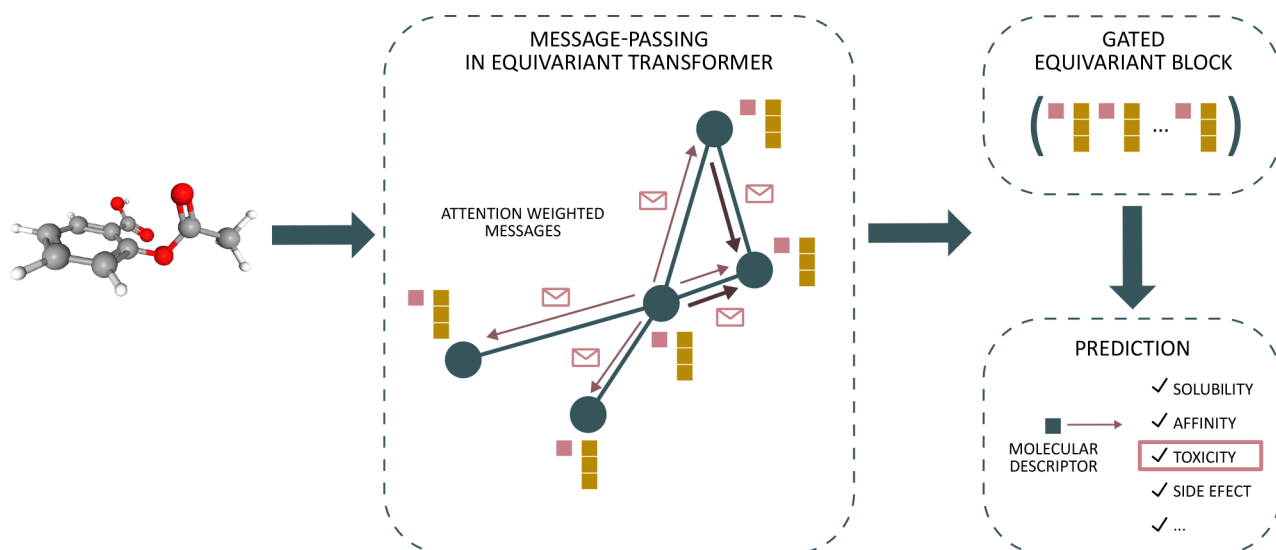 MESSAGE-PASSING
IN EQUIVARIANT TRANSFORMER
ATTENTION WEIGHTED
MESSAGES
GATED
EQUIVARIANT BLOCK
( ... )
PREDICTION
MOLECULAR
DESCRIPTOR
✓ SOLUBILITY
✓ AFFINITY
✓ TOXICITY
✓ SIDE EFECT
✓ ...